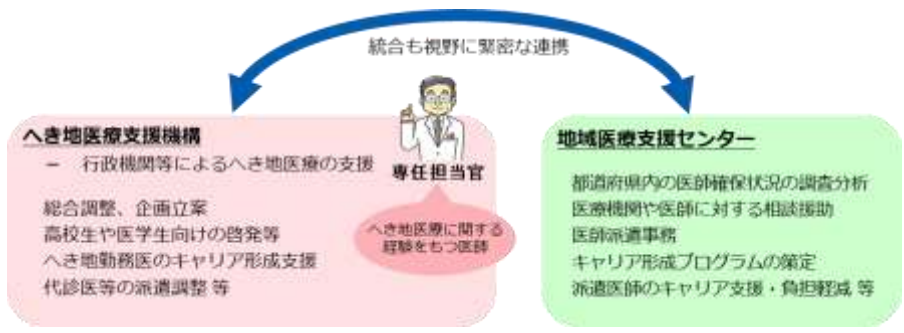 統合も視野に緊密な連携
へき地医療支援機構
－ 行政機関等によるへき地医療の支援
専任担当官
総合調整、企画立案
高校生や医学生向けの啓発等
へき地勤務医のキャリア形成支援
代診医等の派遣調整 等
へき地医療に関する
経験をもつ医師
地域医療支援センター
都道府県内の医師確保状況の調査分析
医療機関や医師に対する相談援助
医師派遣事務
キャリア形成プログラムの策定
派遣医師のキャリア支援・負担軽減 等